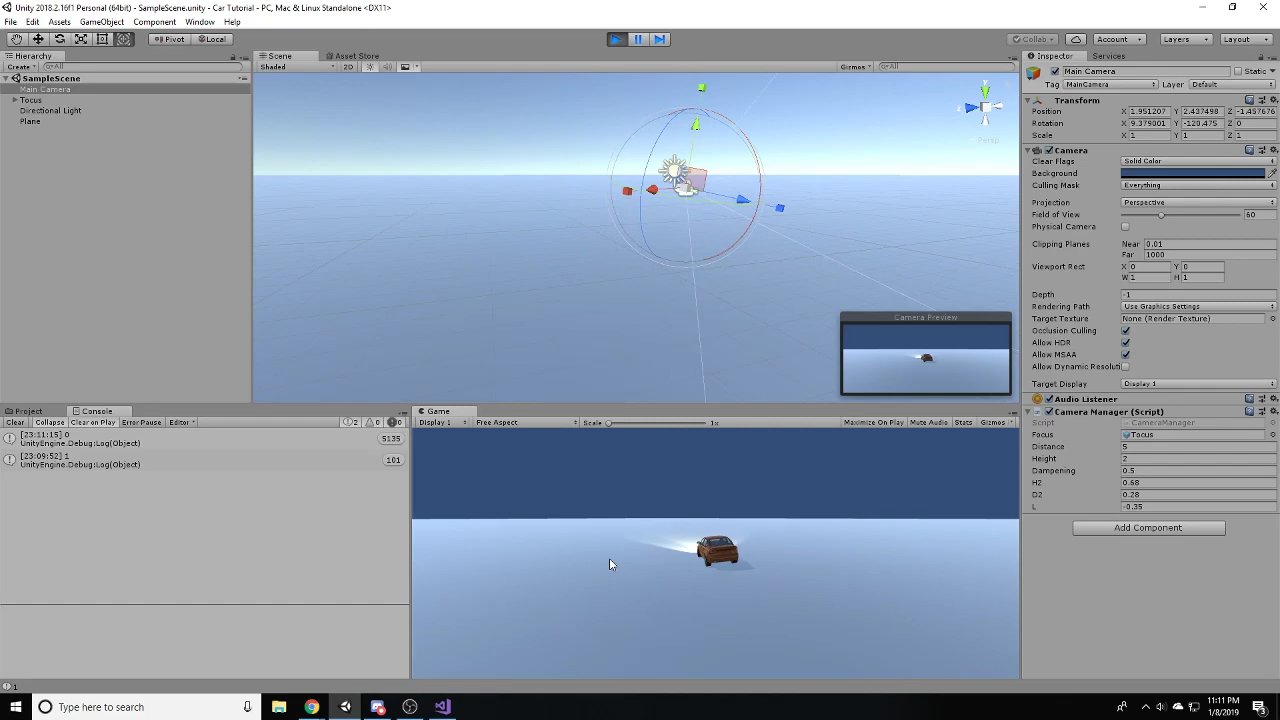 Unity 2018.2.16f1 Personal (64bit) - SampleScene.unity - Car Tutorial - PC, Mac & Linux Standalone <DX11>
File Edit Assets GameObject Component Window Help
Pivot Local
Collab Account Layers Layout
Hierarchy
Create All
SampleScene
Main Camera
Tocus
Directional Light
Plane
Scene Asset Store
Shaded 2D Gizmos All
y
z
Persp
Camera Preview
Inspector Services
Main Camera Static
Tag MainCamera Layer Default
Transform
Position X 1.951207 Y 2.437498 Z -1.457676
Rotation X 9.379001 Y -120.475 Z 0
Scale X 1 Y 1 Z 1
Camera
Clear Flags Solid Color
Background
Culling Mask Everything
Projection Perspective
Field of View 60
Physical Camera
Clipping Planes Near 0.01
Far 1000
Viewport Rect X 0 Y 0
W 1 H 1
Depth -1
Rendering Path Use Graphics Settings
Target Texture None (Render Texture)
Occlusion Culling
Allow HDR
Allow MSAA
Allow Dynamic Resoluti
Target Display Display 1
Audio Listener
Camera Manager (Script)
Script CameraManager
Focus Tocus
Distance 5
Height 2
Dampening 0.5
H2 0.68
D2 0.28
L -0.35
Add Component
Project Console
Clear Collapse Clear on Play Error Pause Editor 2 0 0
[23:11:15] 0
UnityEngine.Debug:Log(Object)
5135
[23:09:52] 1
UnityEngine.Debug:Log(Object)
101
Game
Display 1 Free Aspect Scale 1x Maximize On Play Mute Audio Stats Gizmos
1
Type here to search
11:11 PM
1/8/2019
3